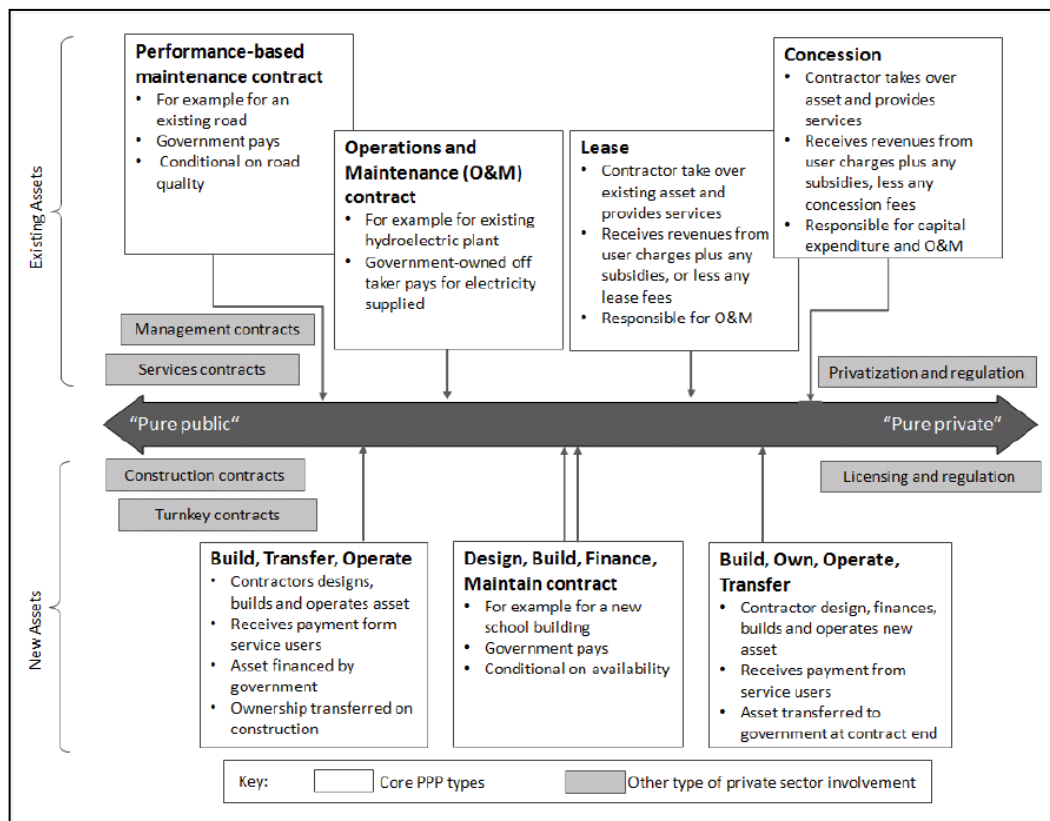 Performance-based
maintenance contract
• For example for an
existing road
• Government pays
• Conditional on road
quality
Operations and
Maintenance (O&M)
contract
• For example for existing
hydroelectric plant
• Government-owned off
taker pays for electricity
supplied
Lease
• Contractor take over
existing asset and
provides services
• Receives revenues from
user charges plus any
subsidies, or less any
lease fees
• Responsible for O&M
Concession
• Contractor takes over
asset and provides
services
• Receives revenues from
user charges plus any
subsidies, less any
concession fees
• Responsible for capital
expenditure and O&M
Existing Assets
Management contracts
Services contracts
Privatization and regulation
"Pure public"
"Pure private"
Construction contracts
Turnkey contracts
Licensing and regulation
New Assets
Build, Transfer, Operate
• Contractors designs,
builds and operates asset
• Receives payment form
service users
• Asset financed by
government
• Ownership transferred on
construction
Design, Build, Finance,
Maintain contract
• For example for a new
school building
• Government pays
• Conditional on availability
Build, Own, Operate,
Transfer
• Contractor design, finances,
builds and operates new
asset
• Receives payment from
service users
• Asset transferred to
government at contract end
Key:
Core PPP types
Other type of private sector involvement